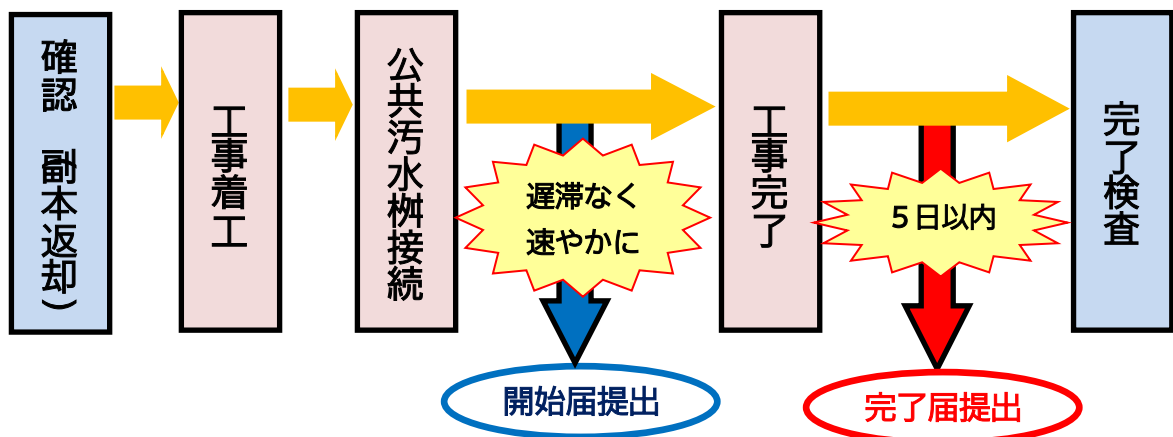 確認　副本返却）
工事着工
公共汚水桝接続
遅滞なく
速やかに
開始届提出
工事完了
５日以内
完了届提出
完了検査